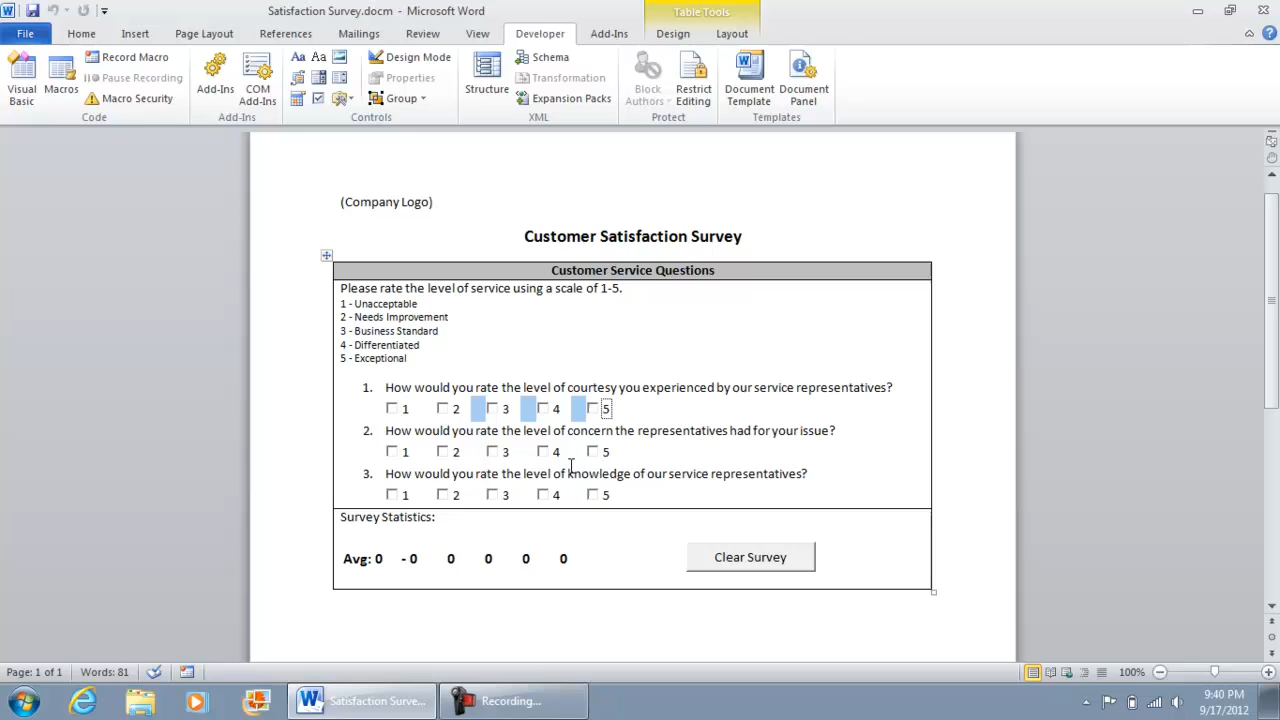 Satisfaction Survey.docm - Microsoft Word
Table Tools
File Home Insert Page Layout References Mailings Review View Developer Add-Ins Design Layout
Visual Basic
Macros
Record Macro
Pause Recording
Macro Security
Code
Add-Ins
COM Add-Ins
Add-Ins
Aa Aa
Design Mode
Properties
Group
Controls
Structure
Schema
Transformation
Expansion Packs
XML
Block Authors
Restrict Editing
Protect
Document Template
Document Panel
Templates
(Company Logo)
Customer Satisfaction Survey
Customer Service Questions
Please rate the level of service using a scale of 1-5.
1 - Unacceptable
2 - Needs Improvement
3 - Business Standard
4 - Differentiated
5 - Exceptional
1. How would you rate the level of courtesy you experienced by our service representatives?
1 2 3 4 5
2. How would you rate the level of concern the representatives had for your issue?
1 2 3 4 5
3. How would you rate the level of knowledge of our service representatives?
1 2 3 4 5
Survey Statistics:
Avg: 0 - 0 0 0 0 0
Clear Survey
Page: 1 of 1 Words: 81 100%
Satisfaction Surve... Recording...
9:40 PM
9/17/2012